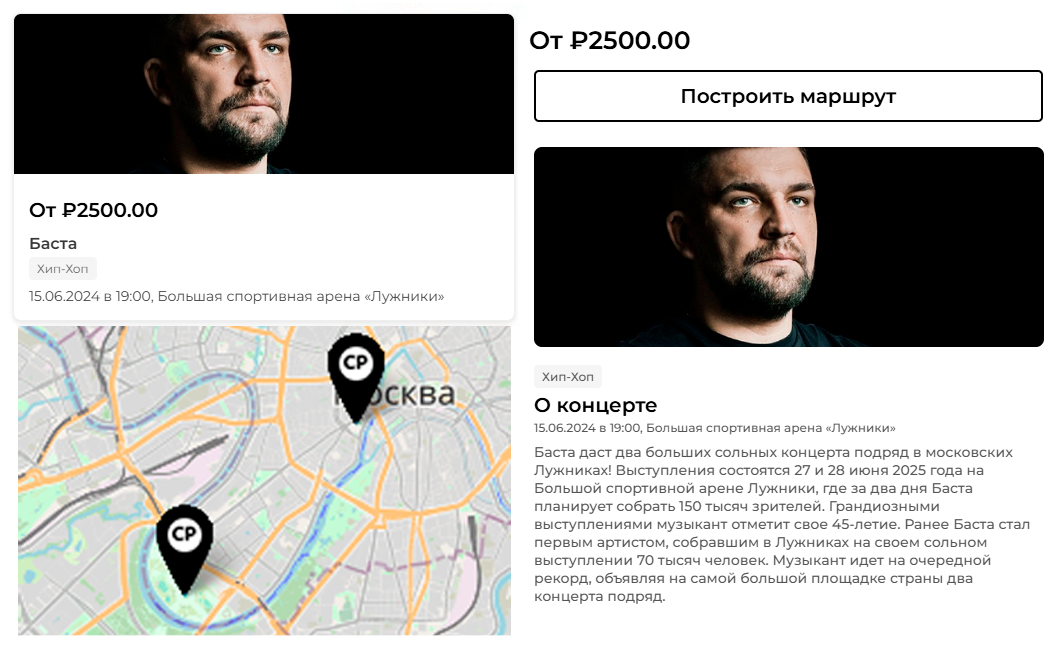 От ₽2500.00
Баста
Хип-Хоп
15.06.2024 в 19:00, Большая спортивная арена «Лужники»
СР
Москва
СР
От ₽2500.00
Построить маршрут
Хип-Хоп
О концерте
15.06.2024 в 19:00, Большая спортивная арена «Лужники»
Баста даст два больших сольных концерта подряд в московских
Лужниках! Выступления состоятся 27 и 28 июня 2025 года на
Большой спортивной арене Лужники, где за два дня Баста
планирует собрать 150 тысяч зрителей. Грандиозными
выступлениями музыкант отметит свое 45-летие. Ранее Баста стал
первым артистом, собравшим в Лужниках на своем сольном
выступлении 70 тысяч человек. Музыкант идет на очередной
рекорд, объявляя на самой большой площадке страны два
концерта подряд.